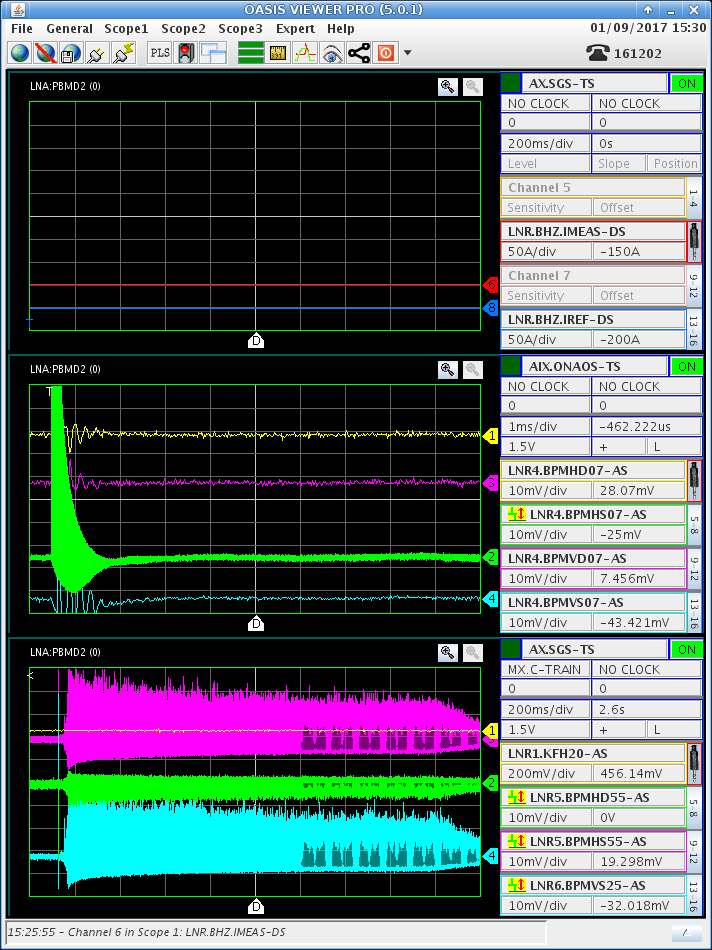 OASIS VIEWER PRO (5.0.1)
File General Scope1 Scope2 Scope3 Expert Help 01/09/2017 15:30
PLS 161202
LNA:PBMD2 (0)
D
6
8
AX.SGS-TS ON
NO CLOCK NO CLOCK
0 0
200ms/div 0s
Level Slope Position
Channel 5
Sensitivity Offset
1-4
LNR.BHZ.IMEAS-DS
50A/div -150A
Channel 7
Sensitivity Offset
9-12
LNR.BHZ.IREF-DS
50A/div -200A
13-16
LNA:PBMD2 (0)
T
1
3
2
4
D
AIX.ONAOS-TS ON
NO CLOCK NO CLOCK
0 0
1ms/div -462.222us
1.5V + L
LNR4.BPMHD07-AS
10mV/div 28.07mV
LNR4.BPMHS07-AS
10mV/div -25mV
5-8
LNR4.BPMVD07-AS
10mV/div 7.456mV
9-12
LNR4.BPMVS07-AS
10mV/div -43.421mV
13-16
LNA:PBMD2 (0)
<
1
2
4
D
AX.SGS-TS ON
MX.C-TRAIN NO CLOCK
0 0
200ms/div 2.6s
1.5V + L
LNR1.KFH20-AS
200mV/div 456.14mV
LNR5.BPMHD55-AS
10mV/div 0V
5-8
LNR5.BPMHS55-AS
10mV/div 19.298mV
9-12
LNR6.BPMVS25-AS
10mV/div -32.018mV
13-16
15:25:55 - Channel 6 in Scope 1: LNR.BHZ.IMEAS-DS